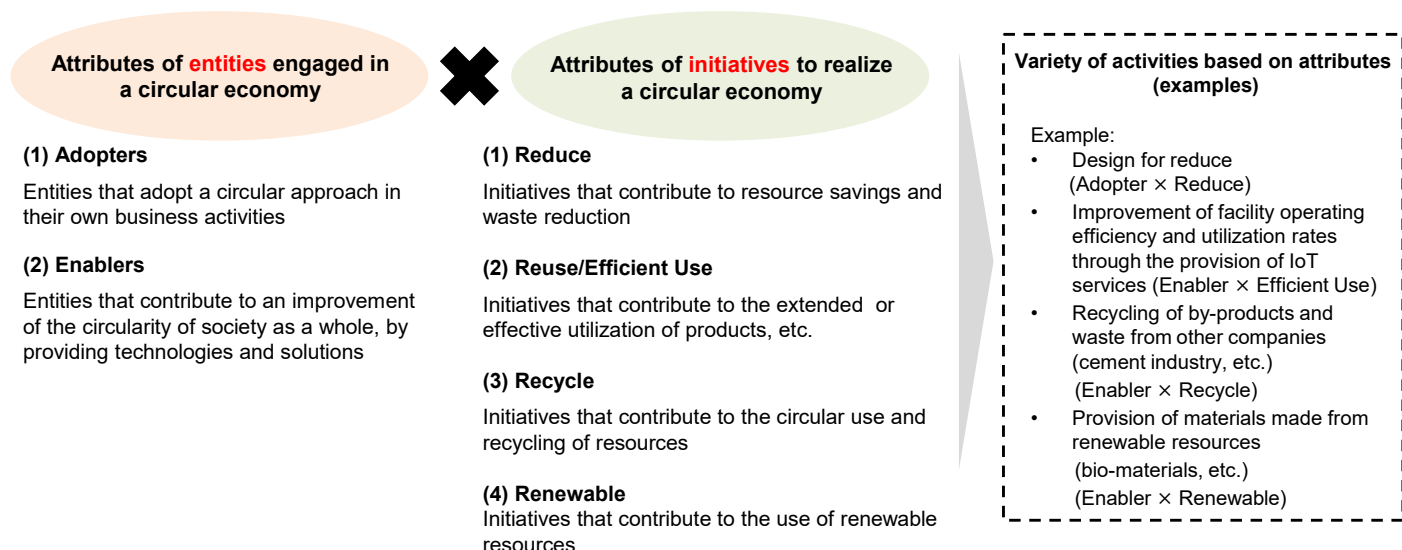 Attributes of entities engaged in
a circular economy
Attributes of initiatives to realize
a circular economy
(1) Adopters
Entities that adopt a circular approach in
their own business activities
(2) Enablers
Entities that contribute to an improvement
of the circularity of society as a whole, by
providing technologies and solutions
(1) Reduce
Initiatives that contribute to resource savings and
waste reduction
(2) Reuse/Efficient Use
Initiatives that contribute to the extended or
effective utilization of products, etc.
(3) Recycle
Initiatives that contribute to the circular use and
recycling of resources
(4) Renewable
Initiatives that contribute to the use of renewable
resources
Variety of activities based on attributes
(examples)
Example:
• Design for reduce
(Adopter × Reduce)
• Improvement of facility operating
efficiency and utilization rates
through the provision of IoT
services (Enabler × Efficient Use)
• Recycling of by-products and
waste from other companies
(cement industry, etc.)
(Enabler × Recycle)
• Provision of materials made from
renewable resources
(bio-materials, etc.)
(Enabler × Renewable)